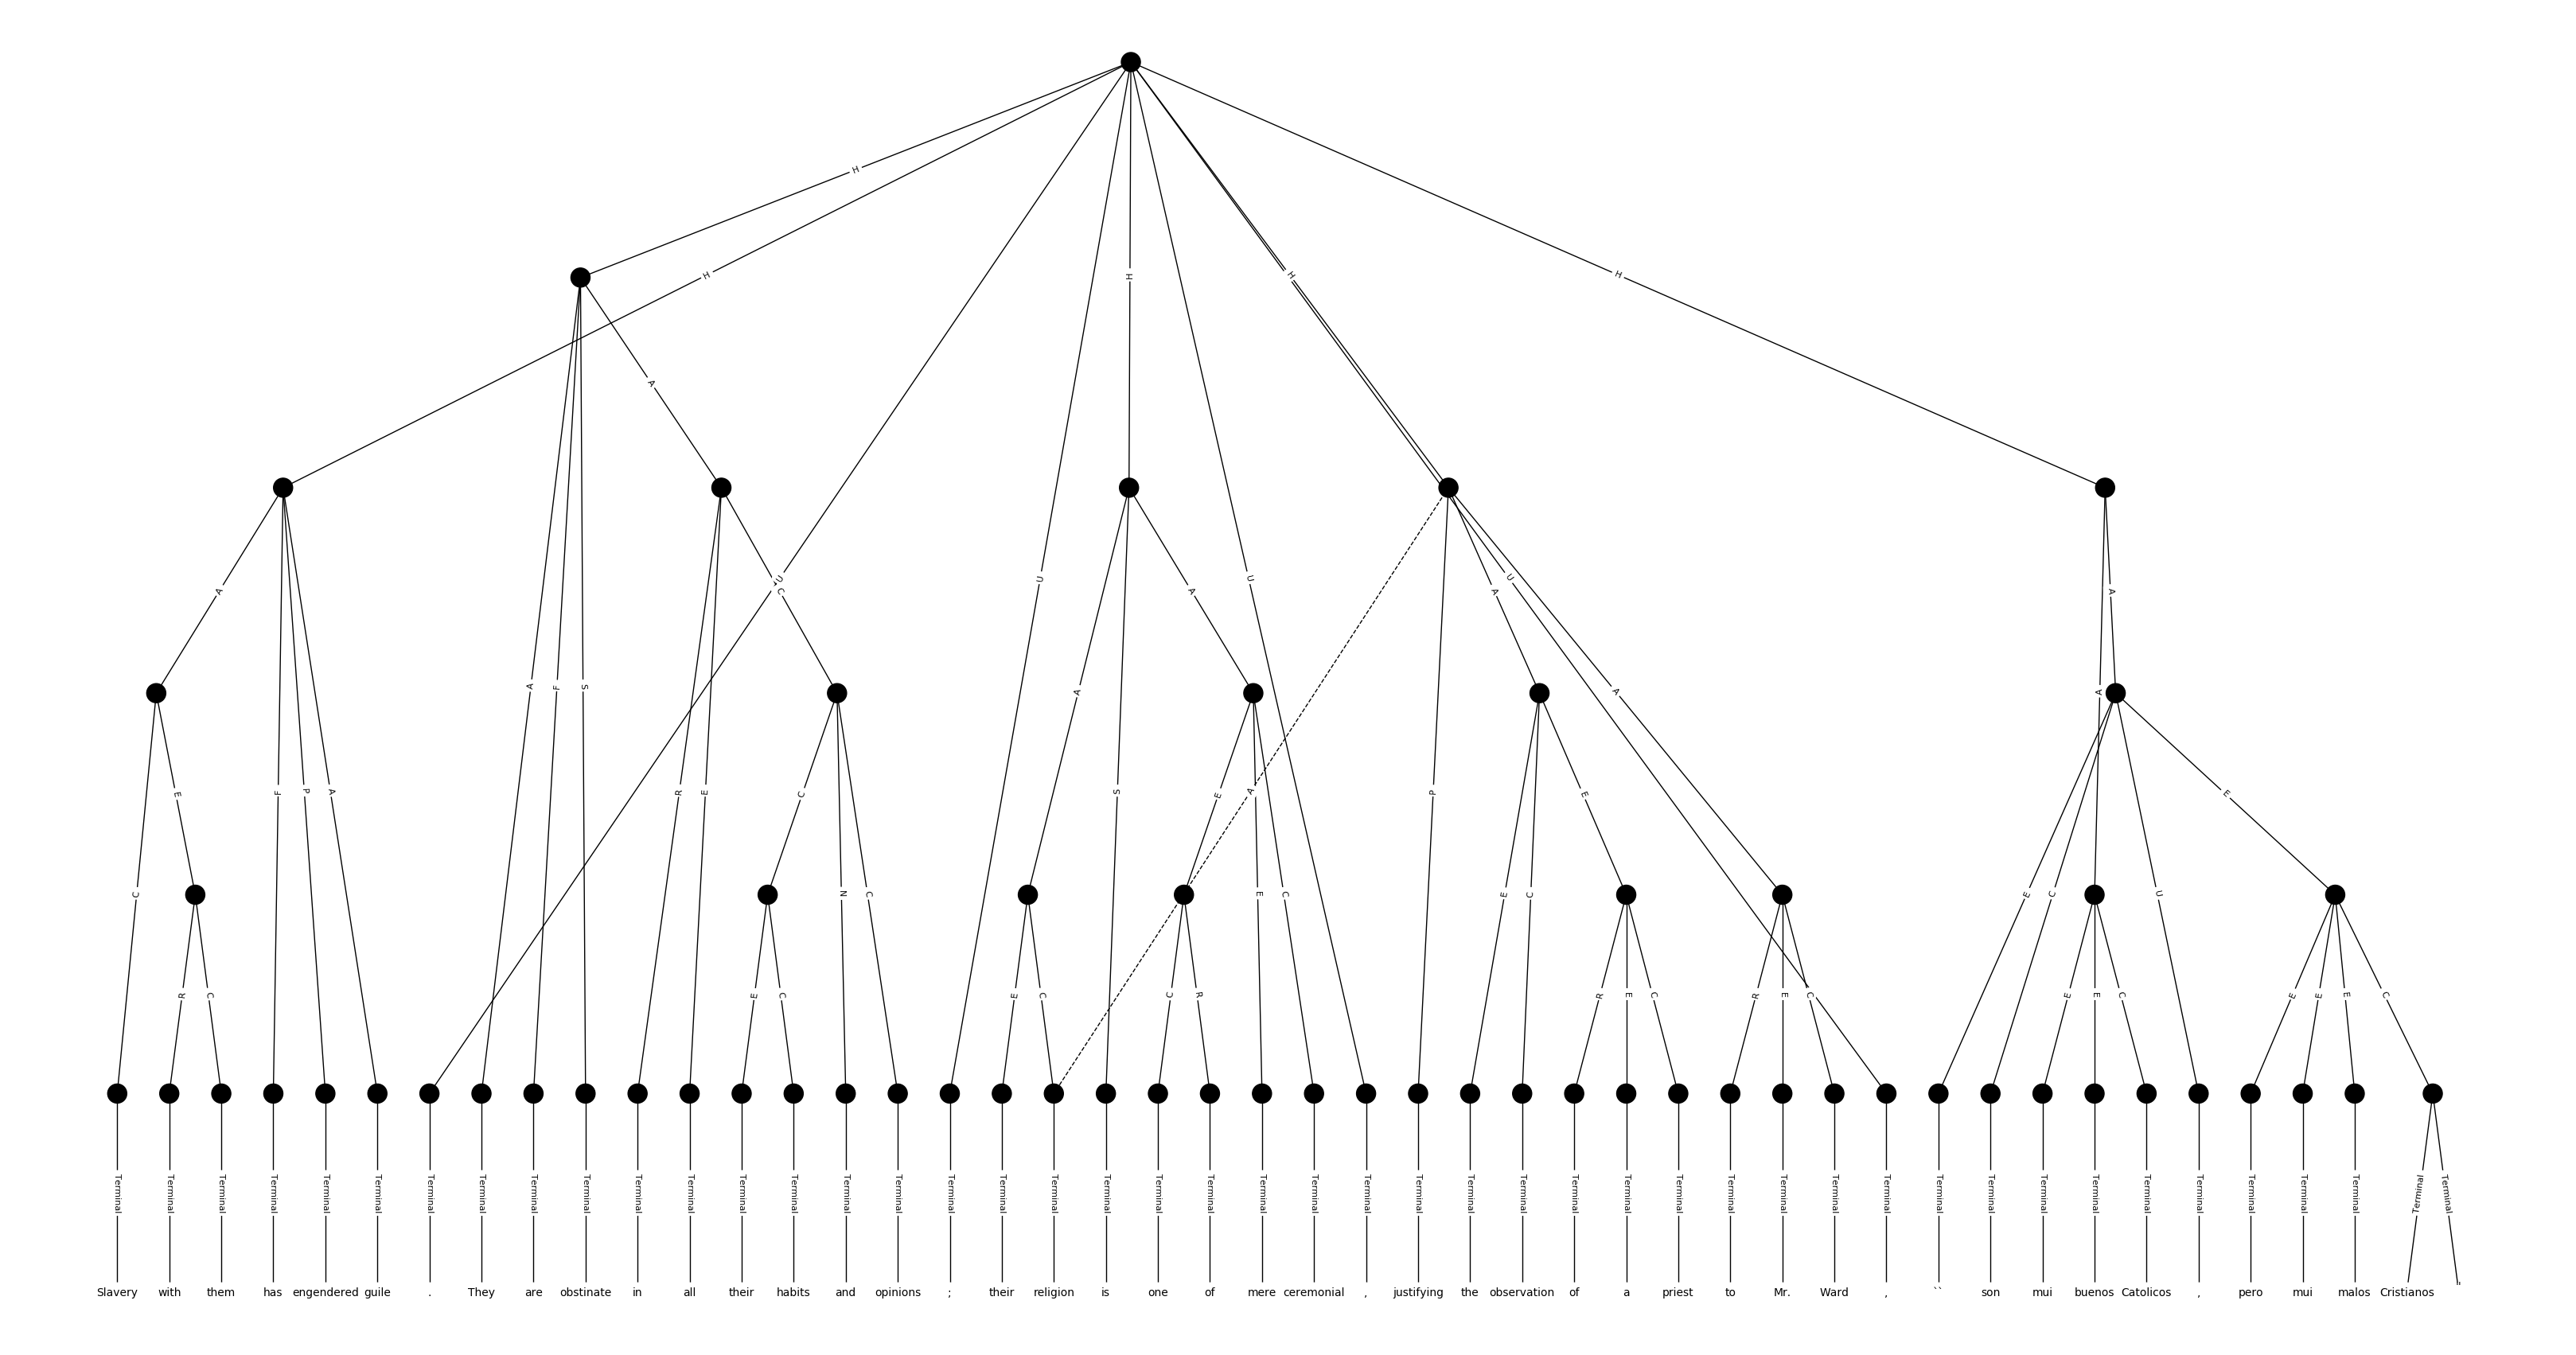 H
H
H
H
H
A
A
U
C
U
U
U
A
A
A
A
F
S
A
A
A
F
P
A
R
E
C
S
E
A
P
E
E
C
E
R
C
C
N
C
E
C
E
C
E
C
U
E
C
E
C
C
R
R
E
C
R
E
C
E
E
C
E
E
E
C
Terminal Terminal Terminal Terminal Terminal Terminal Terminal Terminal Terminal Terminal Terminal Terminal Terminal Terminal Terminal Terminal Terminal Terminal Terminal Terminal Terminal Terminal Terminal Terminal Terminal Terminal Terminal Terminal Terminal Terminal Terminal Terminal Terminal Terminal Terminal Terminal Terminal Terminal Terminal Terminal Terminal Terminal Terminal Terminal Terminal Terminal
Slavery with them has engendered guile . They are obstinate in all their habits and opinions ; their religion is one of mere ceremonial , justifying the observation of a priest to Mr. Ward , `` son mui buenos Catolicos , pero mui malos Cristianos "